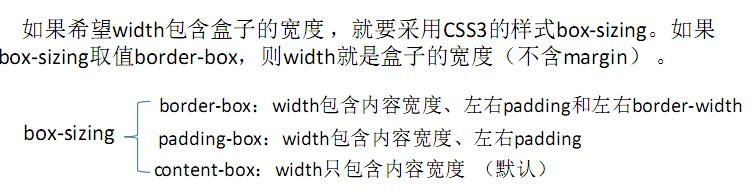 如果希望width包含盒子的宽度，就要采用CSS3的样式box-sizing。如果
box-sizing取值border-box，则width就是盒子的宽度（不含margin）。
border-box：width包含内容宽度、左右padding和左右border-width
box-sizing
padding-box：width包含内容宽度、左右padding
content-box：width只包含内容宽度 （默认）